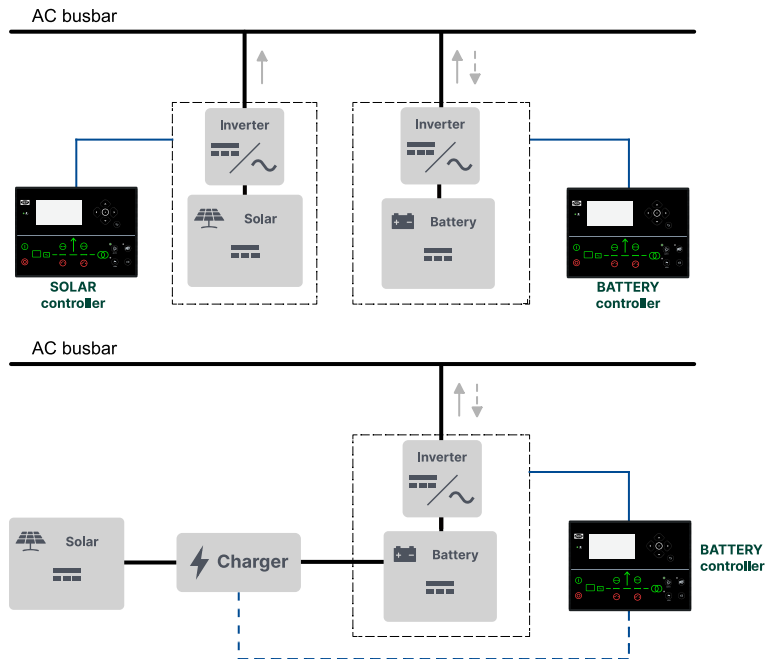 AC busbar
Inverter
Inverter
Solar
Battery
SOLAR
controller
BATTERY
controller
AC busbar
Inverter
Solar
Charger
Battery
BATTERY
controller